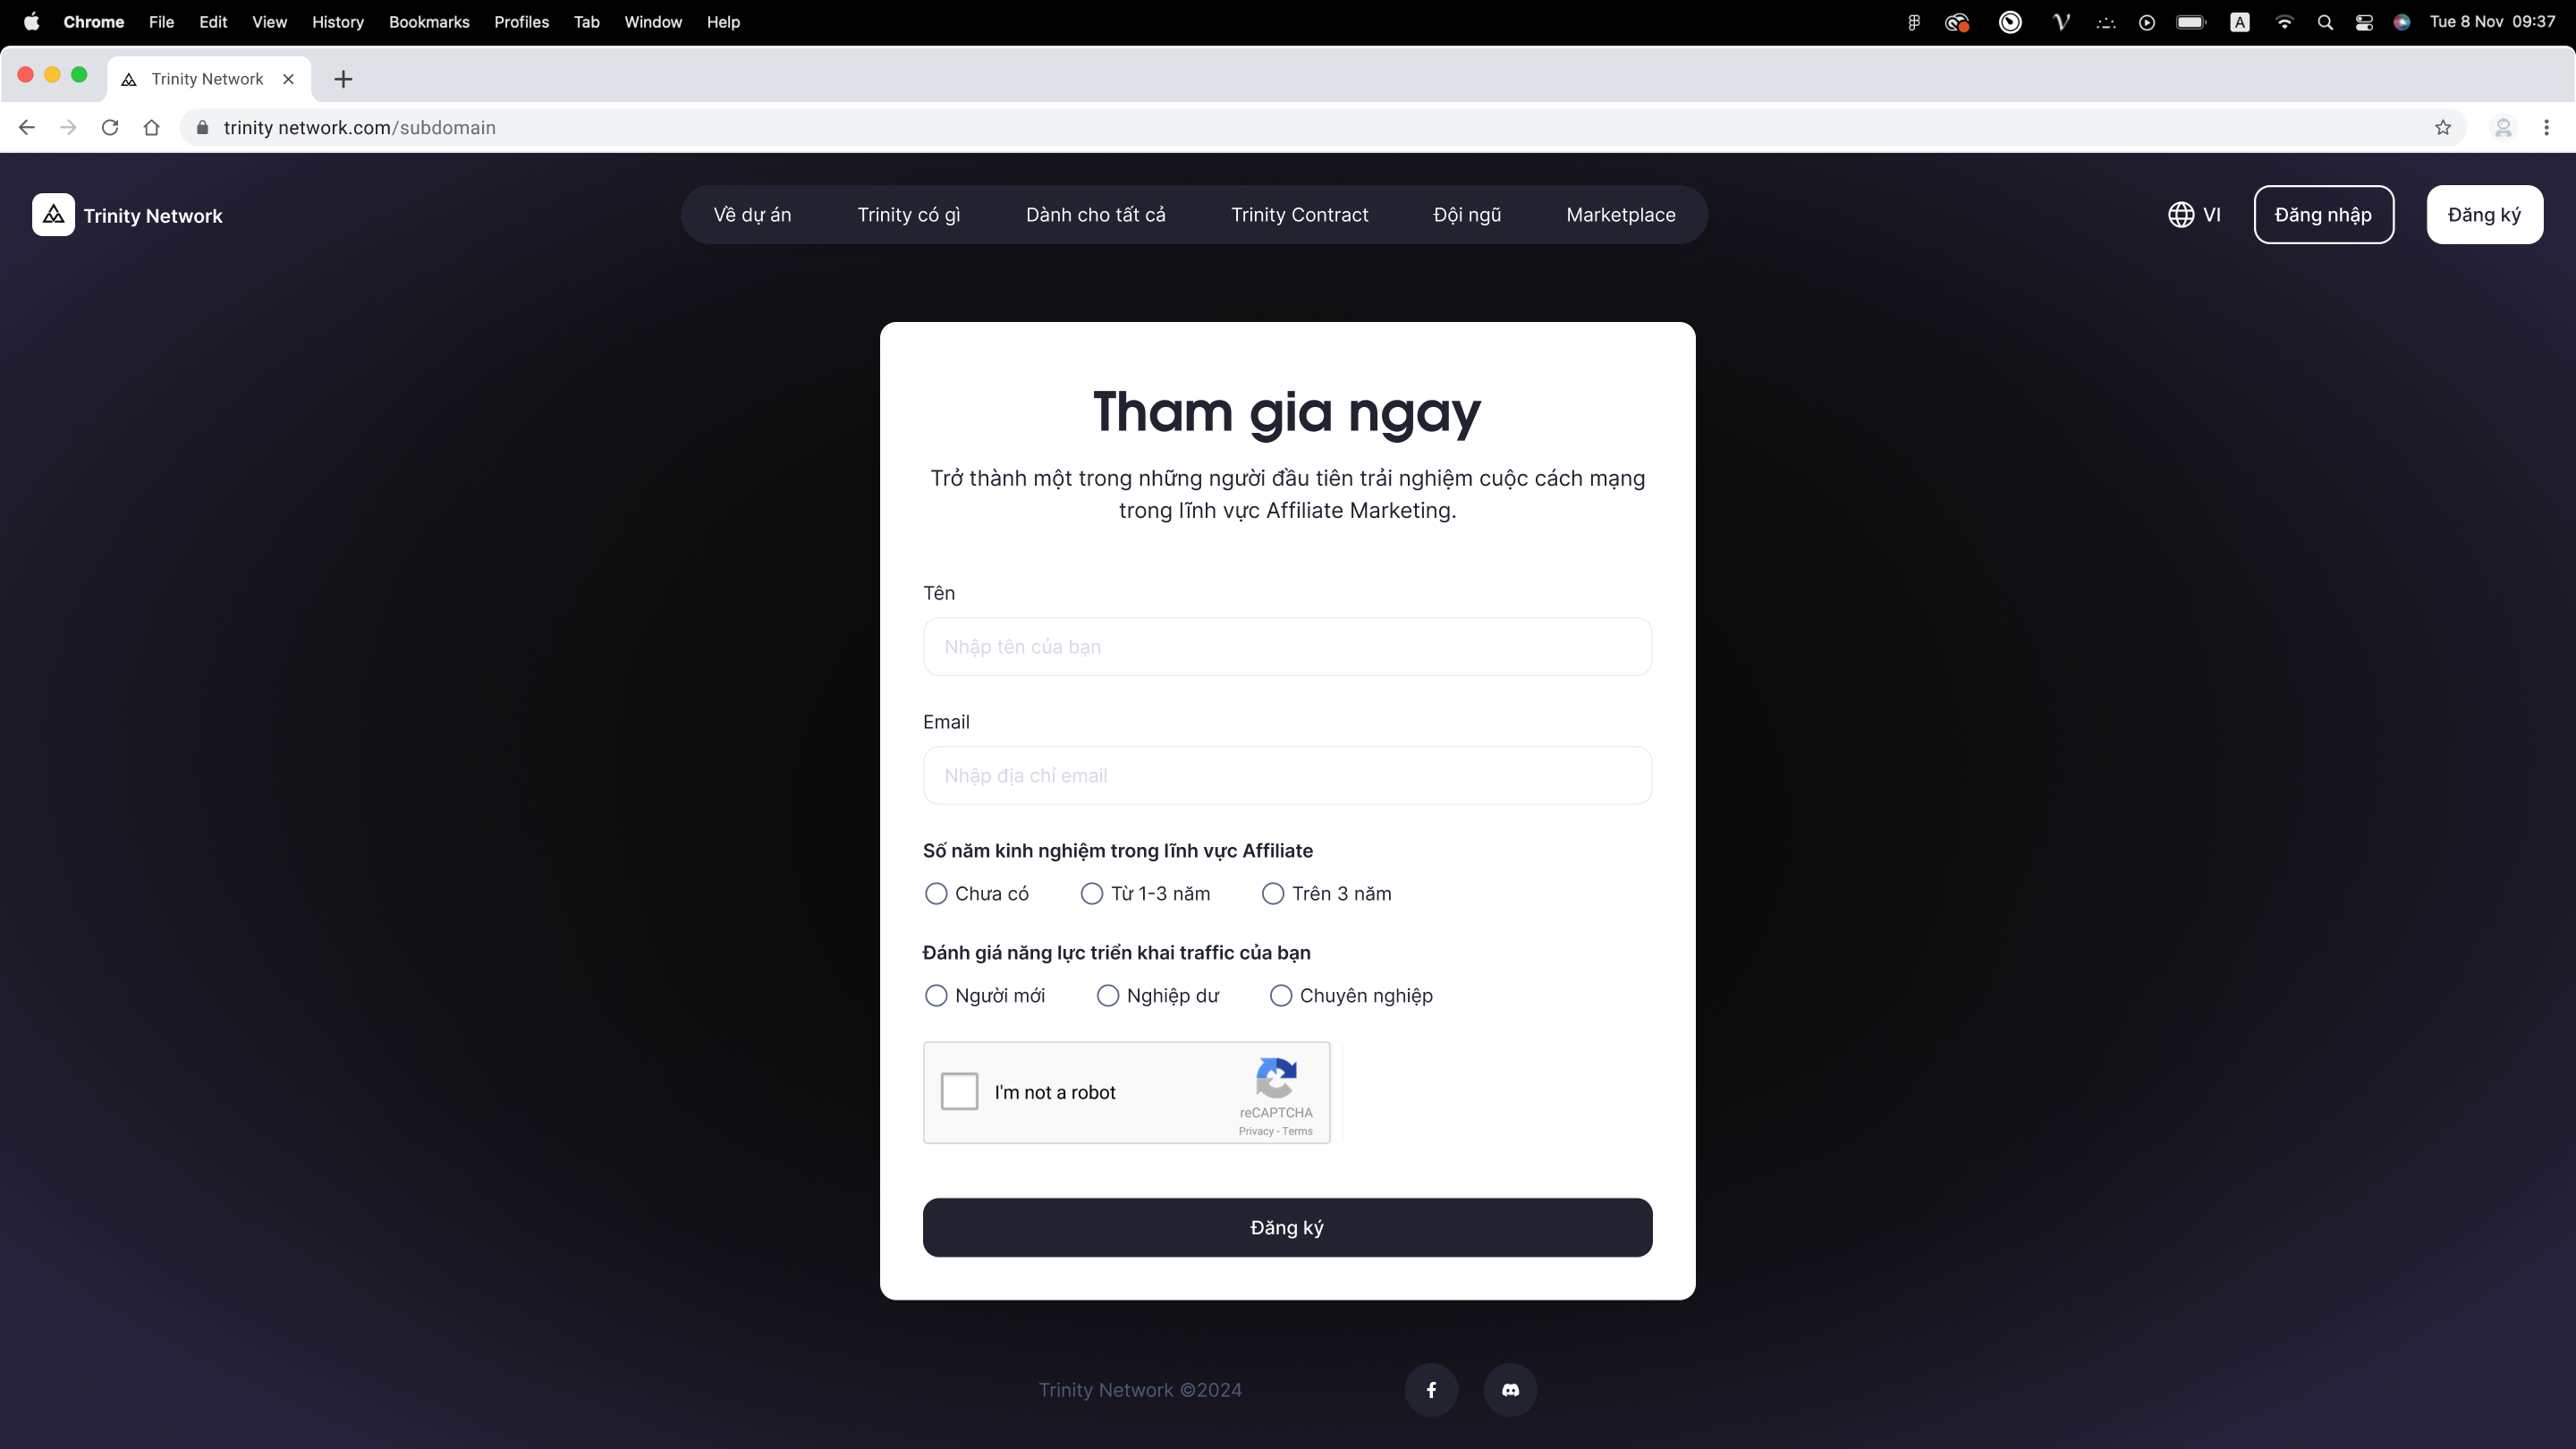 Chrome File Edit View History Bookmarks Profiles Tab Window Help A Tue 8 Nov 09:37
Trinity Network
trinity network.com/subdomain
Trinity Network
Về dự án Trinity có gì Dành cho tất cả Trinity Contract Đội ngũ Marketplace
VI Đăng nhập Đăng ký
Tham gia ngay
Trở thành một trong những người đầu tiên trải nghiệm cuộc cách mạng
trong lĩnh vực Affiliate Marketing.
Tên
Nhập tên của bạn
Email
Nhập địa chỉ email
Số năm kinh nghiệm trong lĩnh vực Affiliate
Chưa có Từ 1-3 năm Trên 3 năm
Đánh giá năng lực triển khai traffic của bạn
Người mới Nghiệp dư Chuyên nghiệp
I'm not a robot
reCAPTCHA
Privacy - Terms
Đăng ký
Trinity Network ©2024